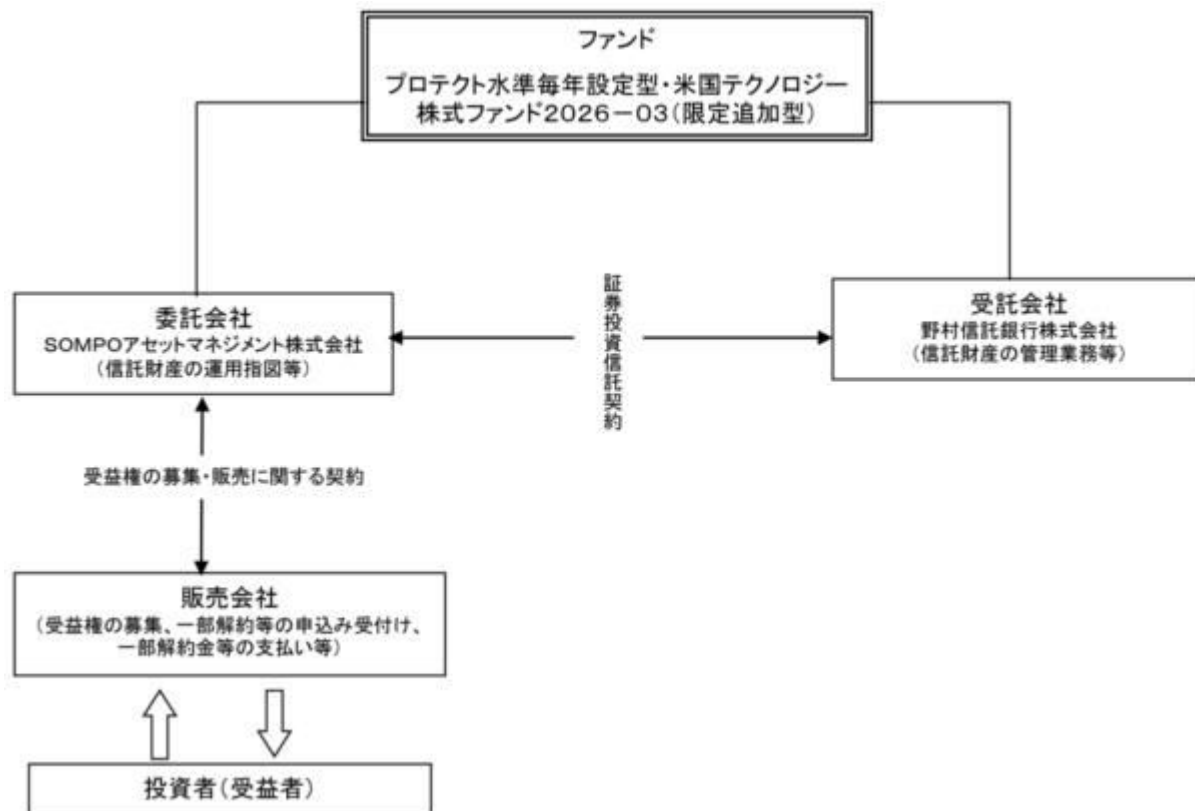 ファンド
プロテクト水準毎年設定型・米国テクノロジー
株式ファンド2026－03(限定追加型)
委託会社
SOMPOアセットマネジメント株式会社
(信託財産の運用指図等)
証券投資信託契約
受託会社
野村信託銀行株式会社
(信託財産の管理業務等)
受益権の募集・販売に関する契約
販売会社
(受益権の募集、一部解約等の申込み受付け、
一部解約金等の支払い等)
投資者(受益者)